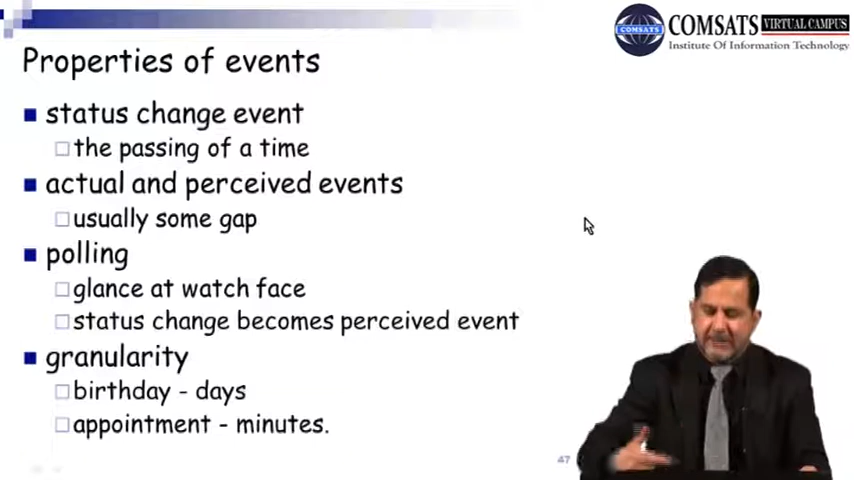 COMSATS
COMSATS VIRTUAL CAMPUS
Institute Of Information Technology
Properties of events
status change event
the passing of a time
actual and perceived events
usually some gap
polling
glance at watch face
status change becomes perceived event
granularity
birthday - days
appointment - minutes.
47